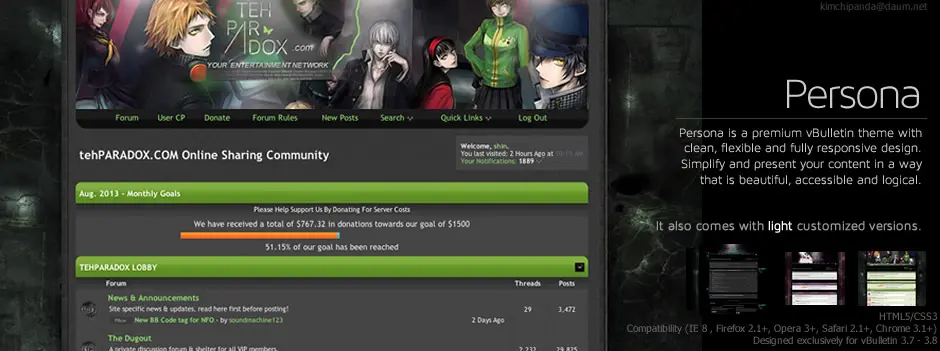 kimchipanda@daum.net
TEH
PAR
DOX
.com
YOUR ENTERTAINMENT NETWORK
Forum User CP Donate Forum Rules New Posts Search Quick Links Log Out
tehPARADOX.COM Online Sharing Community
Welcome, shin.
You last visited: 2 Hours Ago at
Your Notifications: 1889
Persona
Persona is a premium vBulletin theme with
clean, flexible and fully responsive design.
Simplify and present your content in a way
that is beautiful, accessible and logical.
It also comes with light customized versions.
Aug. 2013 - Monthly Goals
Please Help Support Us By Donating For Server Costs
We have received a total of $767.32 in donations towards our goal of $1500
51.15% of our goal has been reached
TEHPARADOX LOBBY
Forum Threads Posts
News & Announcements
Site specific news & updates, read here first before posting! 29 3,472
New BB Code tag for NFO - by soundmachine123 2 Days Ago
The Dugout
A private discussion forum & shelter for all VIP members. 2,232 29,825
HTML5/CSS3
Compatibility (IE 8 , Firefox 2.1+, Opera 3+, Safari 2.1+, Chrome 3.1+)
Designed exclusively for vBulletin 3.7 - 3.8